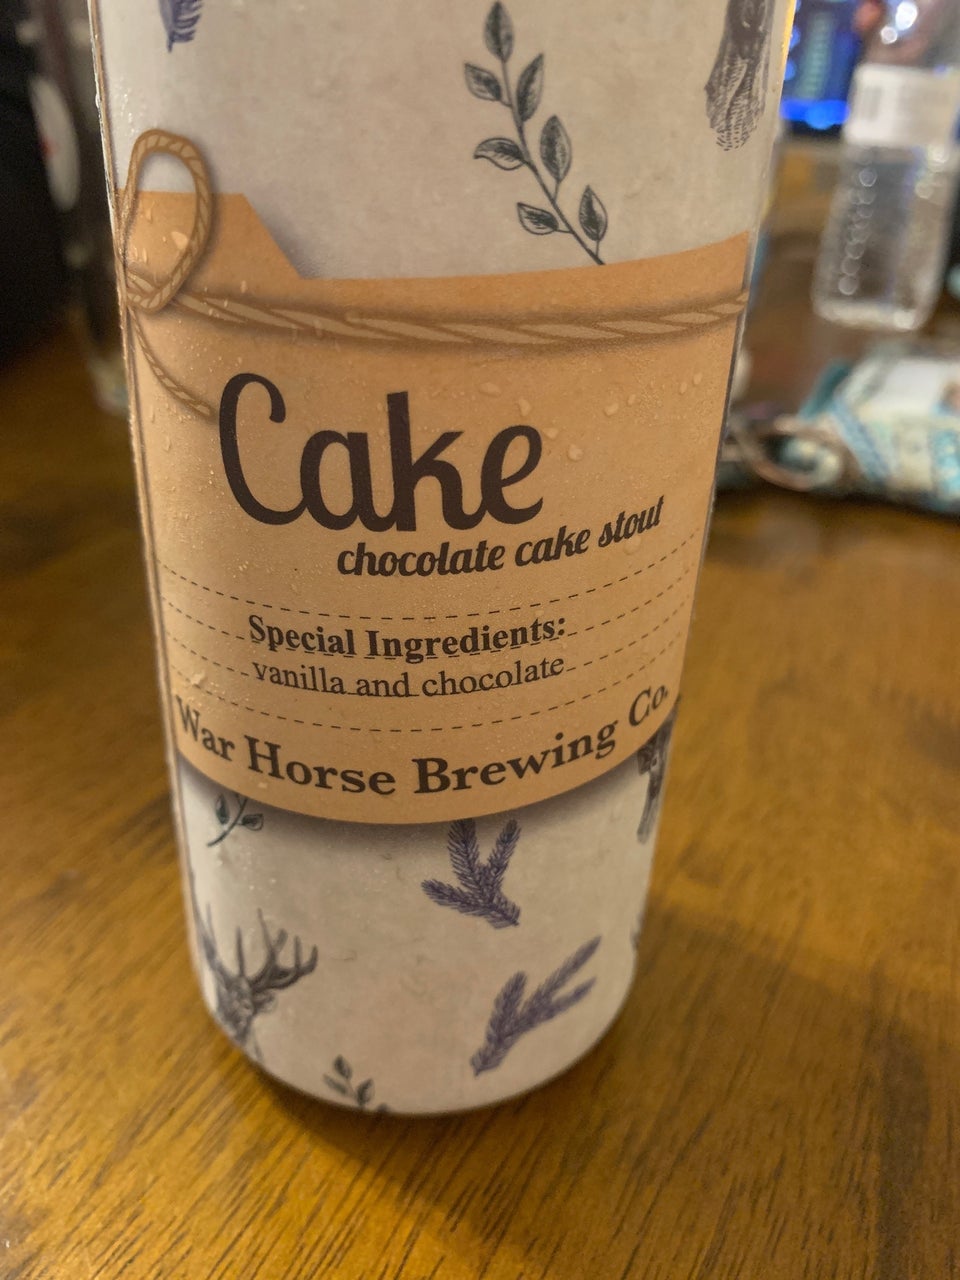 Cake
chocolate cake stout
Special Ingredients:
vanilla and chocolate
War Horse Brewing Co.